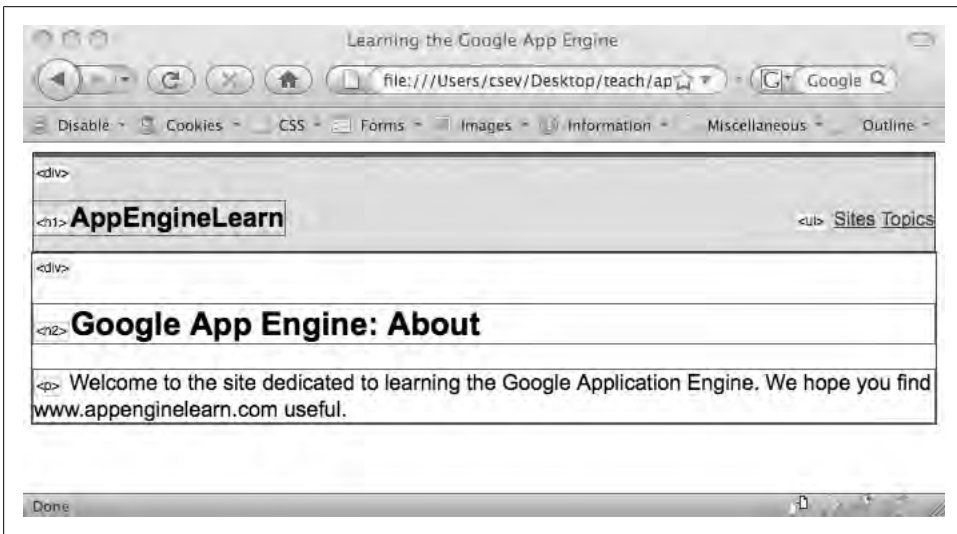 Learning the Google App Engine
file:///Users/csev/Desktop/teach/ap
G Google
Disable Cookies CSS Forms Images Information Miscellaneous Outline
<div>
<h1> AppEngineLearn <ul> Sites Topics
<div>
<h2> Google App Engine: About
<p> Welcome to the site dedicated to learning the Google Application Engine. We hope you find
www.appenginelearn.com useful.
Done